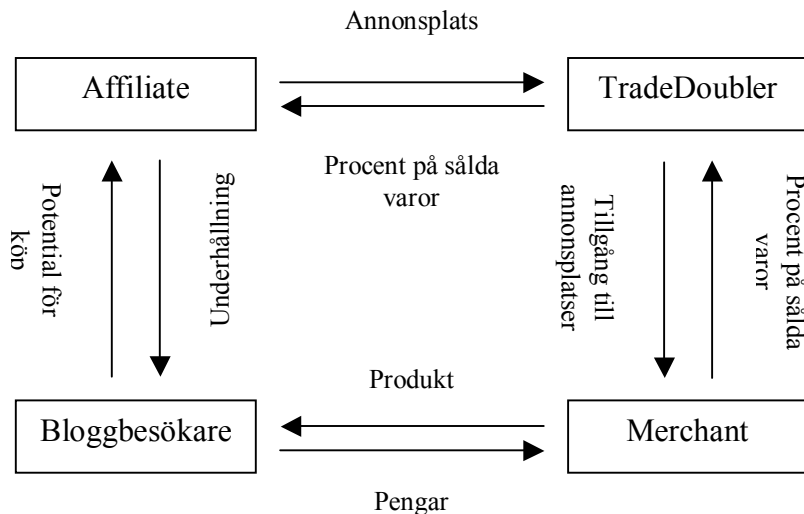 Annonsplats
Affiliate
TradeDoubler
Procent på sålda
varor
Potential för
köp
Underhållning
Tillgång till
annonsplatser
Procent på sålda
varor
Produkt
Bloggbesökare
Merchant
Pengar